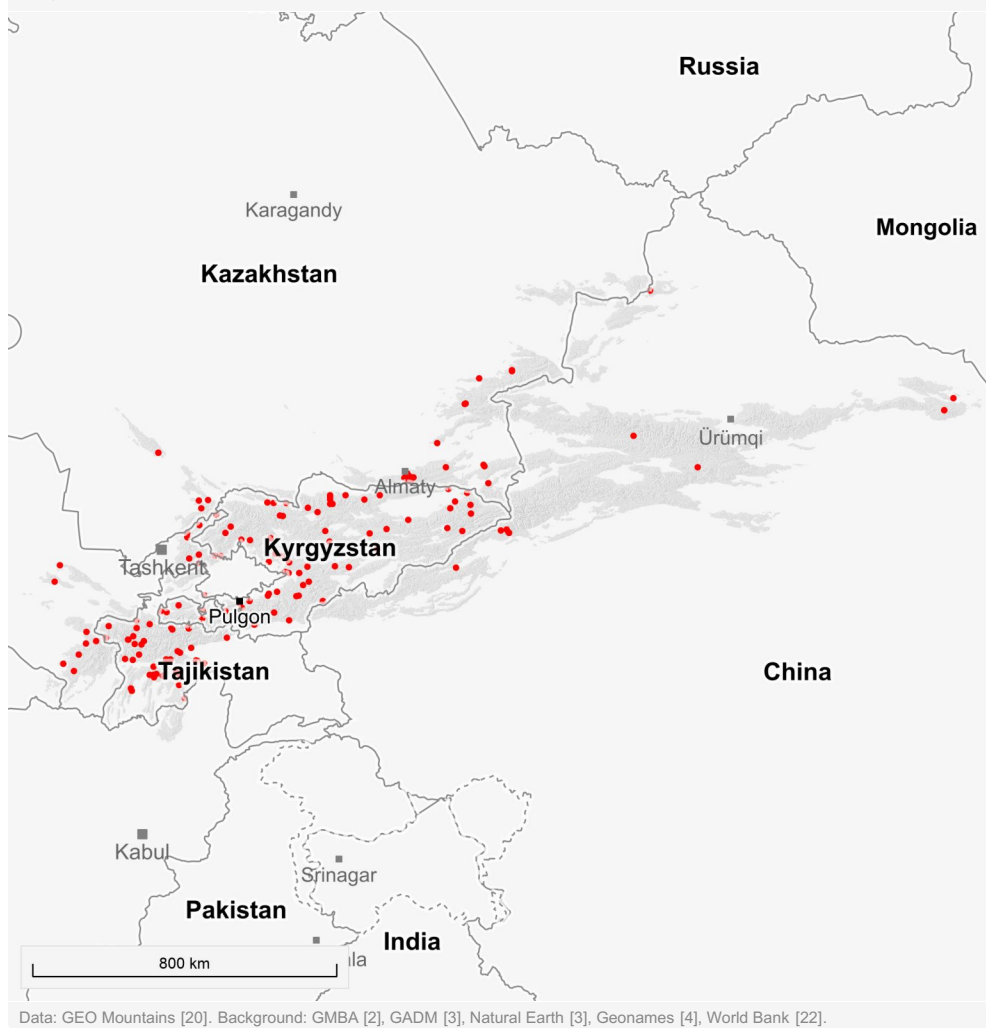 Russia
Karagandy
Mongolia
Kazakhstan
Ürümqi
Almaty
Kyrgyzstan
Tashkent
Pulgon
Tajikistan
China
Kabul
Srinagar
Pakistan
India
800 km
Data: GEO Mountains [20]. Background: GMBA [2], GADM [3], Natural Earth [3], Geonames [4], World Bank [22].